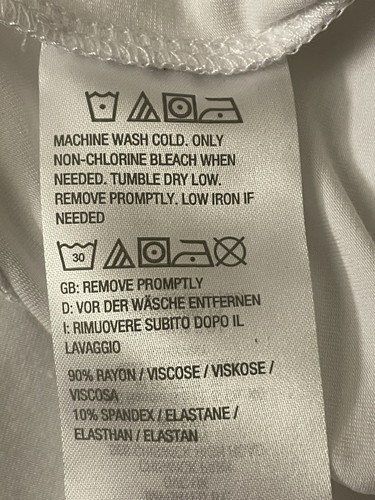 MACHINE WASH COLD. ONLY
NON-CHLORINE BLEACH WHEN
NEEDED. TUMBLE DRY LOW.
REMOVE PROMPTLY. LOW IRON IF
NEEDED
30
GB: REMOVE PROMPTLY
D: VOR DER WÄSCHE ENTFERNEN
I: RIMUOVERE SUBITO DOPO IL
LAVAGGIO
90% RAYON / VISCOSE / VISKOSE /
VISCOSA
10% SPANDEX / ELASTANE /
ELASTHAN / ELASTAN